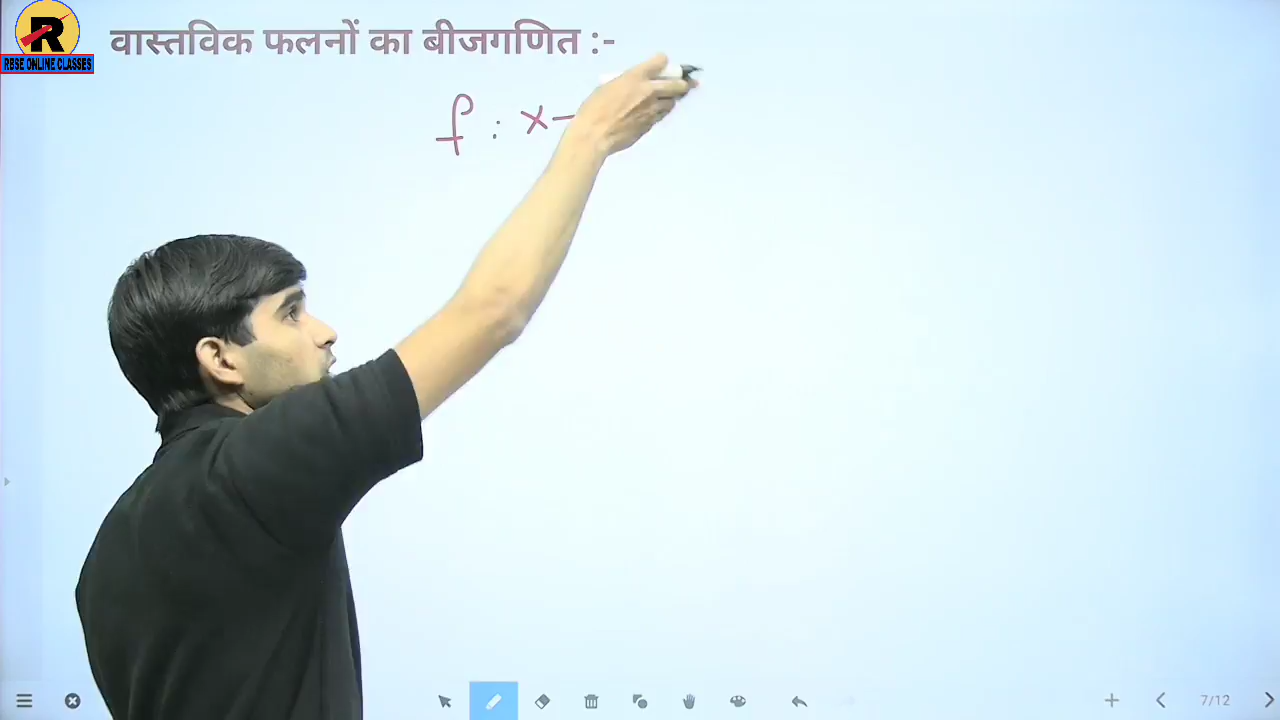 R
RBSE ONLINE CLASSES
वास्तविक फलनों का बीजगणित :-
f : x-
7/12